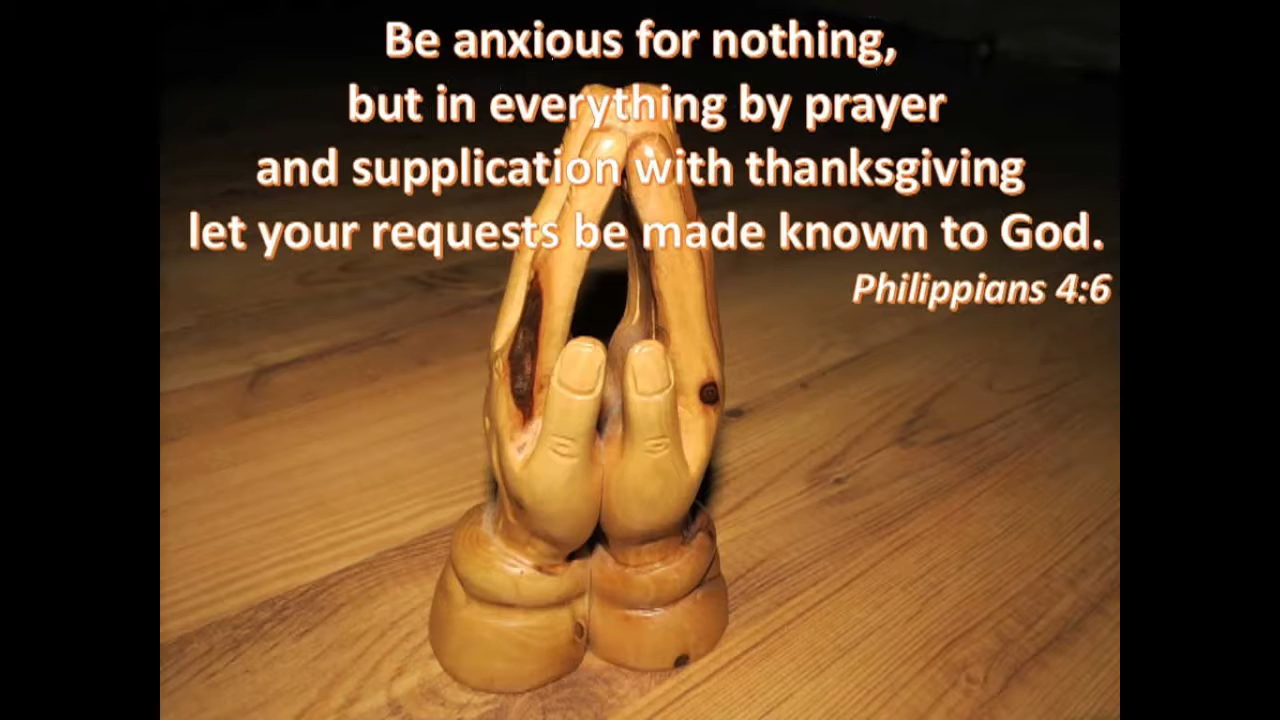 Be anxious for nothing,
but in everything by prayer
and supplication with thanksgiving
let your requests be made known to God.
Philippians 4:6